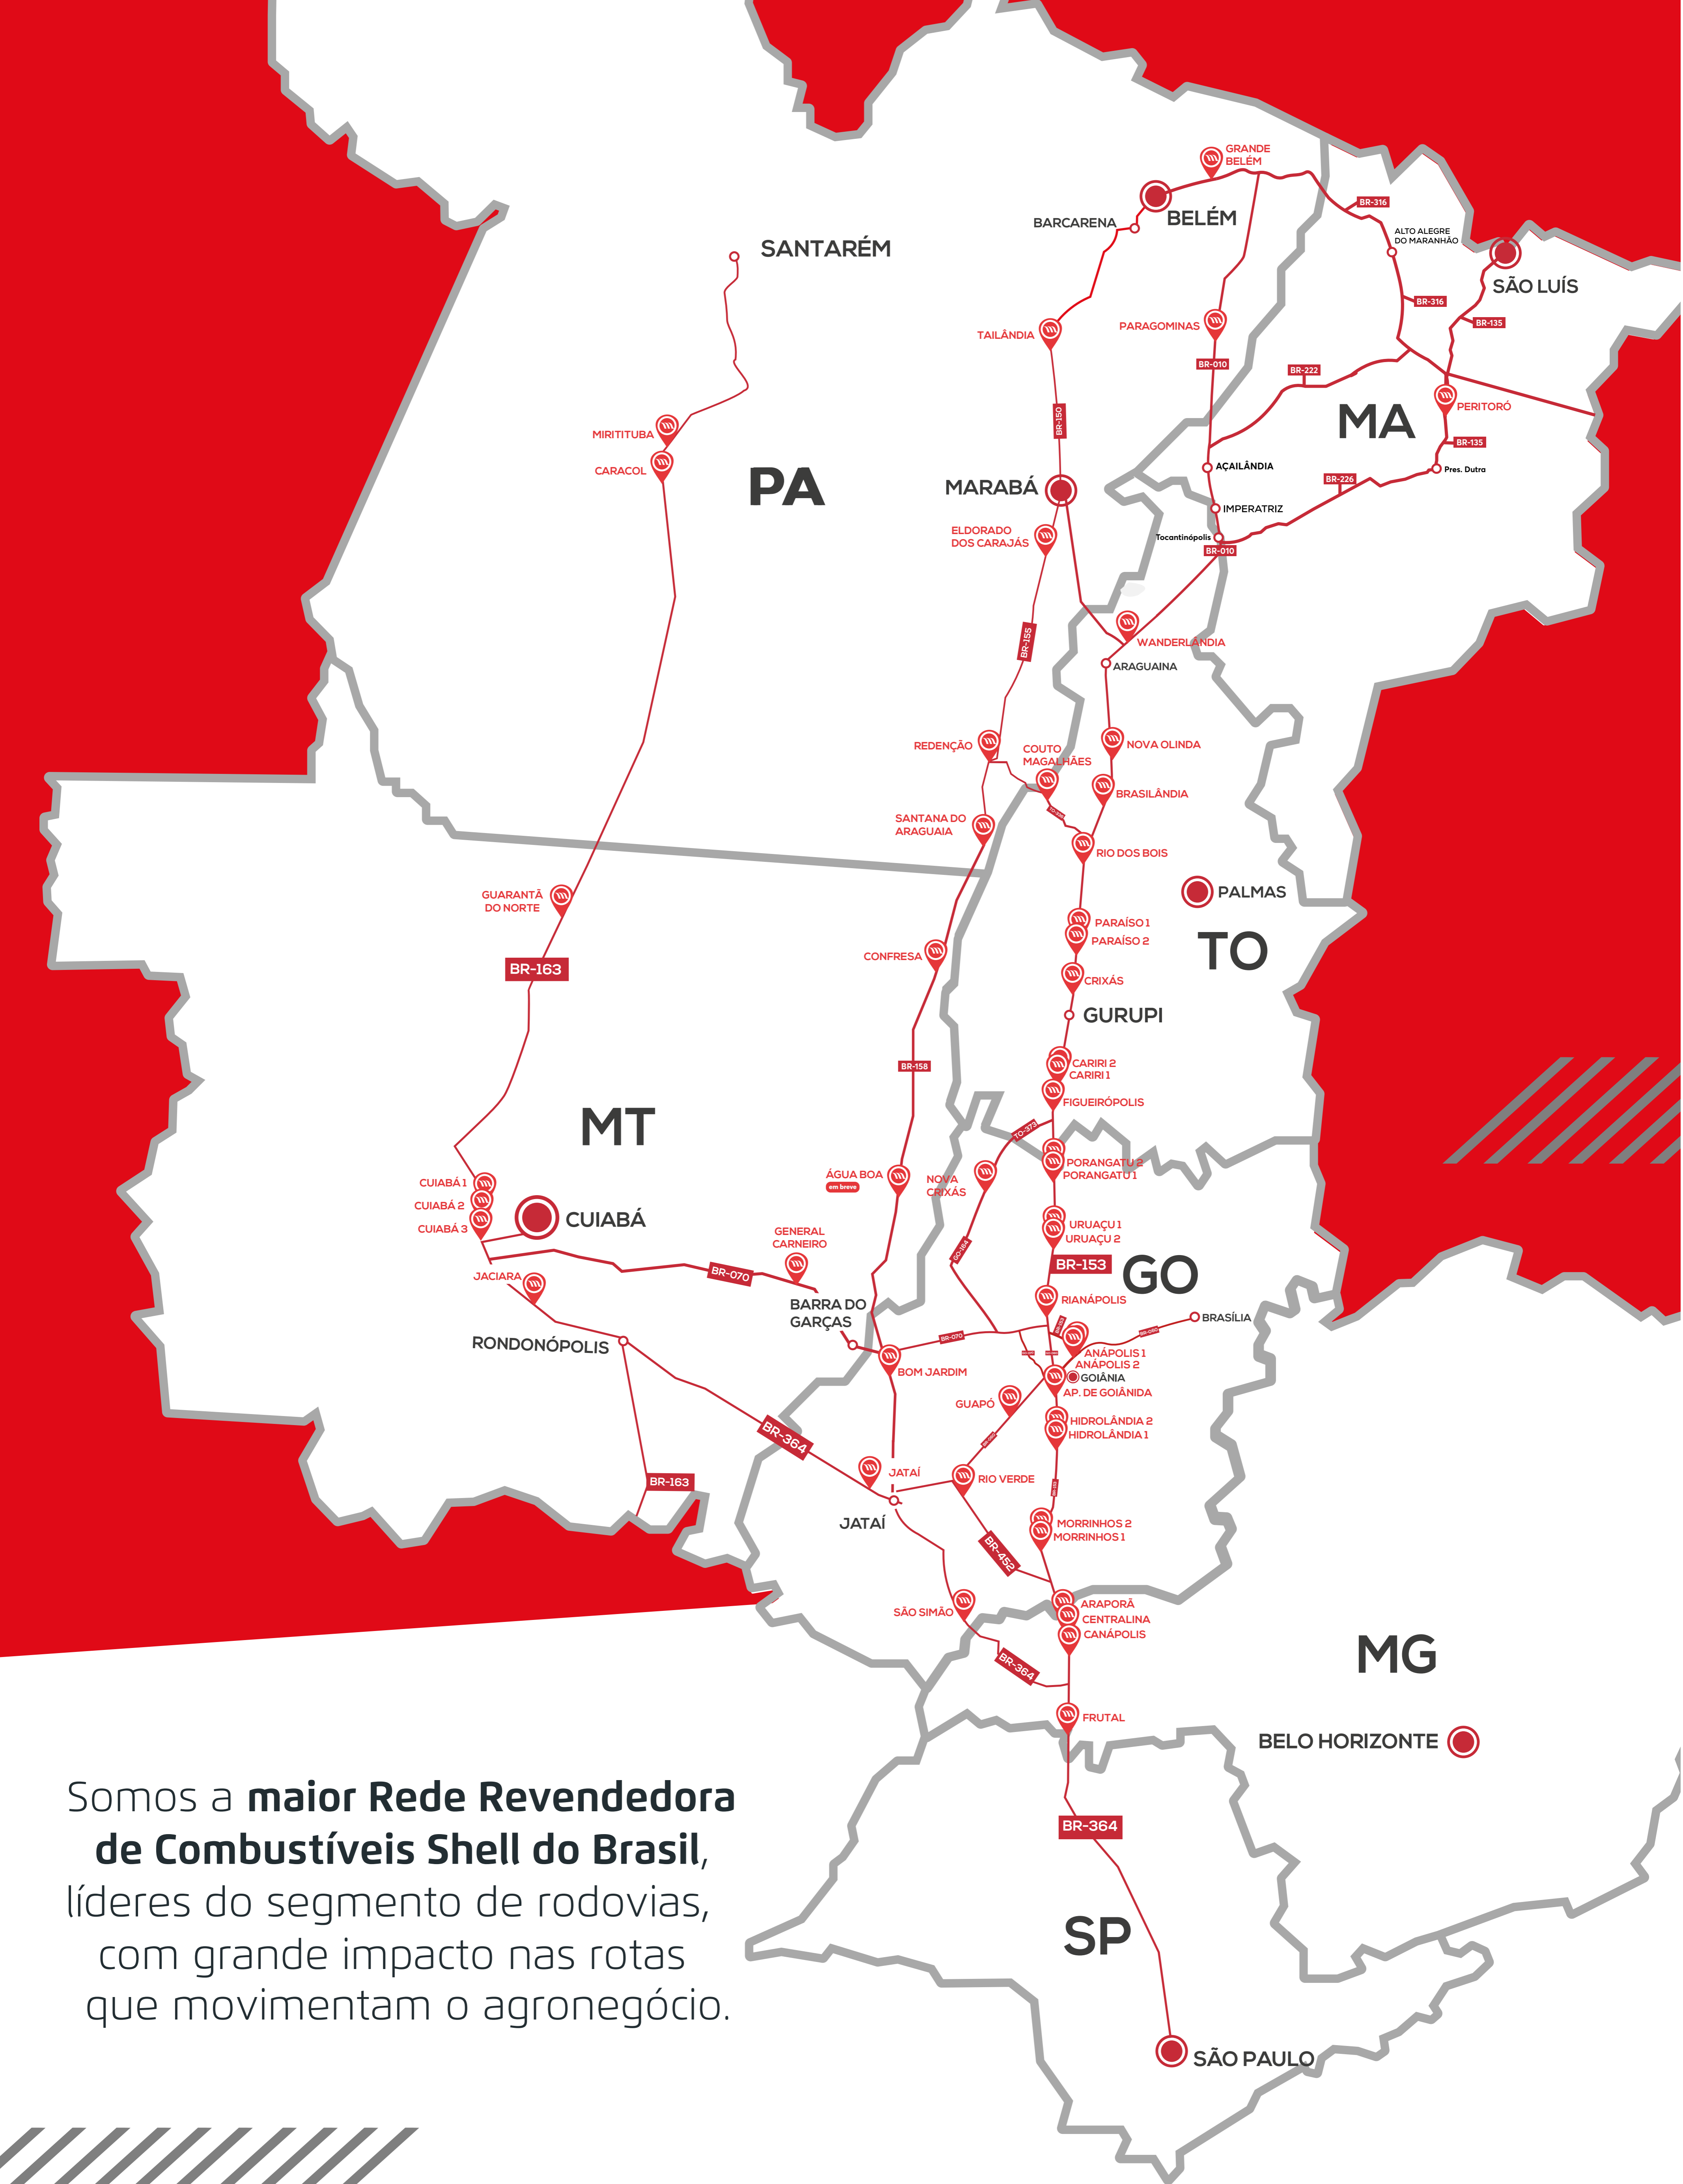 GRANDE
BELÉM
BELÉM
BARCARENA
BR-316
ALTO ALEGRE
DO MARANHÃO
SANTARÉM
SÃO LUÍS
BR-316
BR-135
TAILÂNDIA
PARAGOMINAS
BR-010
BR-222
MIRITITUBA
CARACOL
PA
BR-150
MA
PERITORÓ
BR-135
Pres. Dutra
AÇAILÂNDIA
BR-226
MARABÁ
IMPERATRIZ
ELDORADO
DOS CARAJÁS
Tocantinópolis
BR-010
BR-155
WANDERLANDIA
ARAGUAINA
REDENÇÃO
COUTO
MAGALHÃES
NOVA OLINDA
BRASILÂNDIA
SANTANA DO
ARAGUAIA
RIO DOS BOIS
GUARANTÃ
DO NORTE
PALMAS
PARAÍSO 1
PARAÍSO 2
TO
CONFRESA
BR-163
CRIXÁS
GURUPI
BR-158
CARIRI 2
CARIRI 1
FIGUEIRÓPOLIS
MT
TO-373
PORANGATU 2
PORANGATU 1
ÁGUA BOA
em breve
NOVA
CRIXÁS
CUIABÁ 1
CUIABÁ 2
CUIABÁ 3
CUIABÁ
URUAÇU 1
URUAÇU 2
GENERAL
CARNEIRO
GO-164
BR-153
GO
JACIARA
BR-070
RIANÁPOLIS
BARRA DO
GARÇAS
BRASÍLIA
RONDONÓPOLIS
BR-070
ANÁPOLIS 1
ANÁPOLIS 2
BOM JARDIM
GOIÂNIA
AP. DE GOIÂNIDA
GUAPÓ
HIDROLÂNDIA 2
HIDROLÂNDIA 1
BR-364
JATAÍ
RIO VERDE
BR-163
JATAÍ
MORRINHOS 2
MORRINHOS 1
BR-452
SÃO SIMÃO
ARAPORÃ
CENTRALINA
CANÁPOLIS
BR-364
MG
FRUTAL
BELO HORIZONTE
BR-364
SP
SÃO PAULO
Somos a maior Rede Revendedora
de Combustíveis Shell do Brasil,
líderes do segmento de rodovias,
com grande impacto nas rotas
que movimentam o agronegócio.